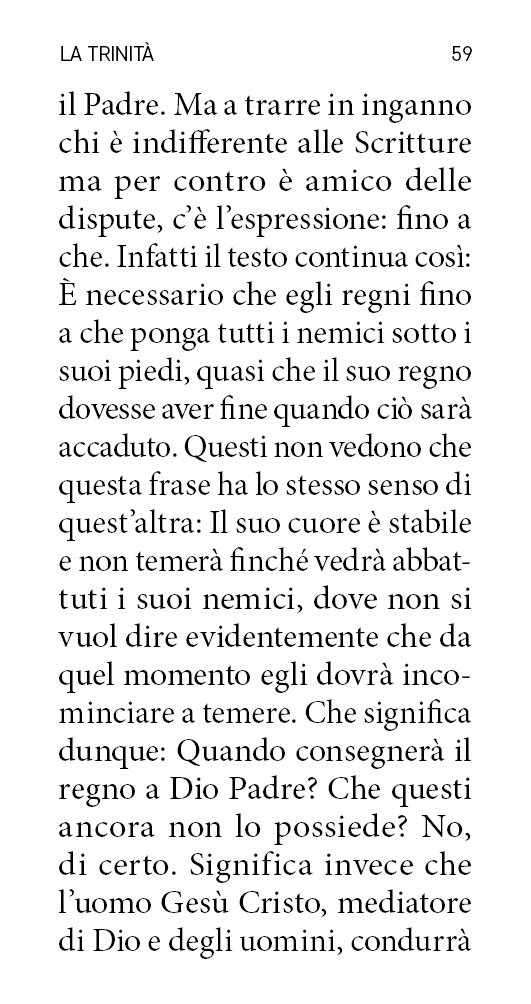 LA TRINITÀ 59
il Padre. Ma a trarre in inganno
chi è indifferente alle Scritture
ma per contro è amico delle
dispute, c’è l’espressione: fino a
che. Infatti il testo continua così:
È necessario che egli regni fino
a che ponga tutti i nemici sotto i
suoi piedi, quasi che il suo regno
dovesse aver fine quando ciò sarà
accaduto. Questi non vedono che
questa frase ha lo stesso senso di
quest’altra: Il suo cuore è stabile
e non temerà finché vedrà abbat-
tuti i suoi nemici, dove non si
vuol dire evidentemente che da
quel momento egli dovrà inco-
minciare a temere. Che significa
dunque: Quando consegnerà il
regno a Dio Padre? Che questi
ancora non lo possiede? No,
di certo. Significa invece che
l’uomo Gesù Cristo, mediatore
di Dio e degli uomini, condurrà